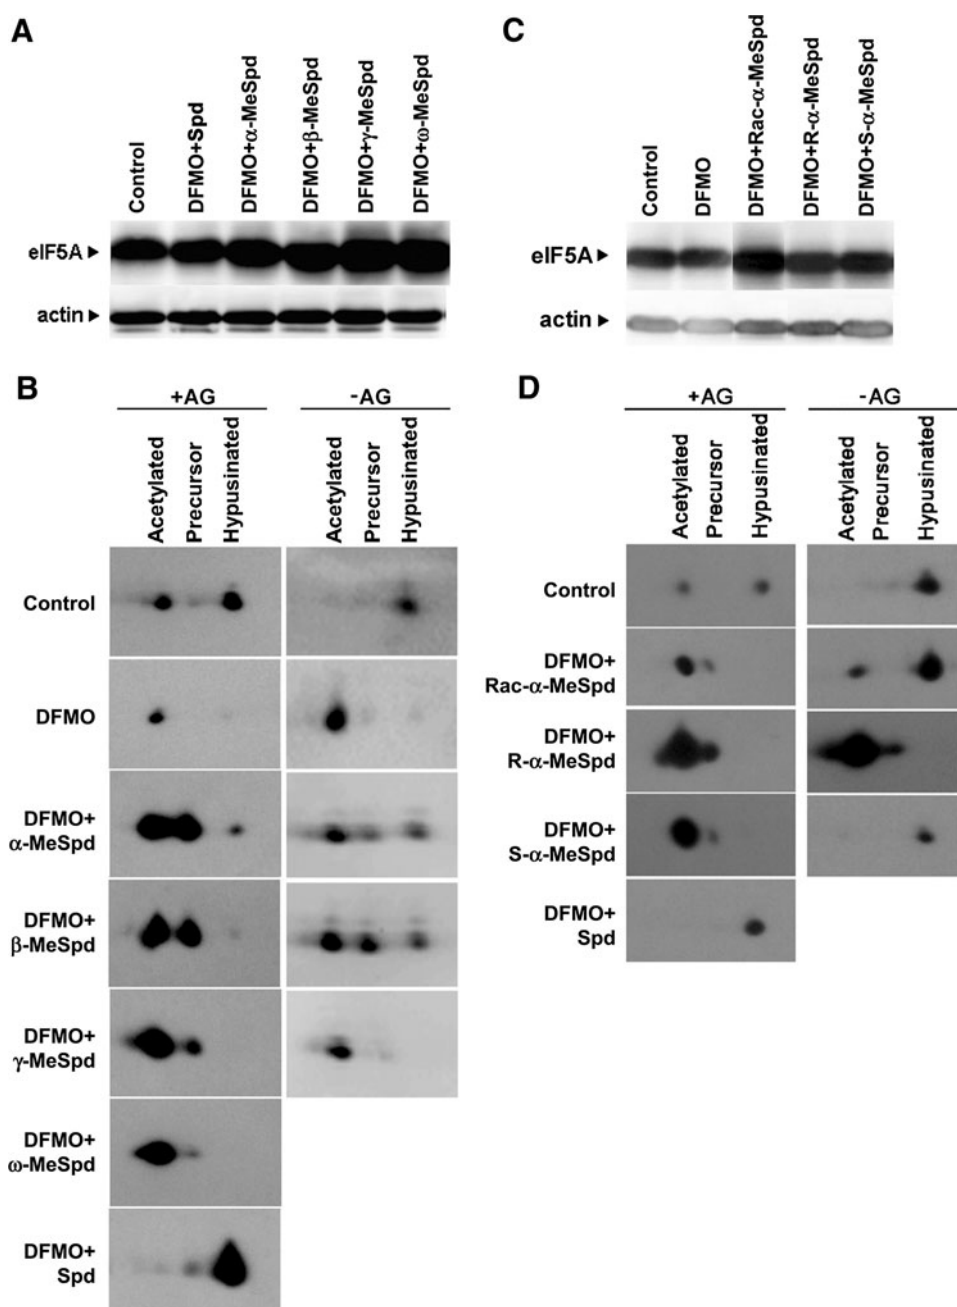 A
Control
DFMO+Spd
DFMO+α-MeSpd
DFMO+β-MeSpd
DFMO+γ-MeSpd
DFMO+ω-MeSpd
eIF5A
actin
C
Control
DFMO
DFMO+Rac-α-MeSpd
DFMO+R-α-MeSpd
DFMO+S-α-MeSpd
eIF5A
actin
B
+AG
-AG
Acetylated
Precursor
Hypusinated
Acetylated
Precursor
Hypusinated
Control
DFMO
DFMO+
α-MeSpd
DFMO+
β-MeSpd
DFMO+
γ-MeSpd
DFMO+
ω-MeSpd
DFMO+
Spd
D
+AG
-AG
Acetylated
Precursor
Hypusinated
Acetylated
Precursor
Hypusinated
Control
DFMO+
Rac-α-MeSpd
DFMO+
R-α-MeSpd
DFMO+
S-α-MeSpd
DFMO+
Spd